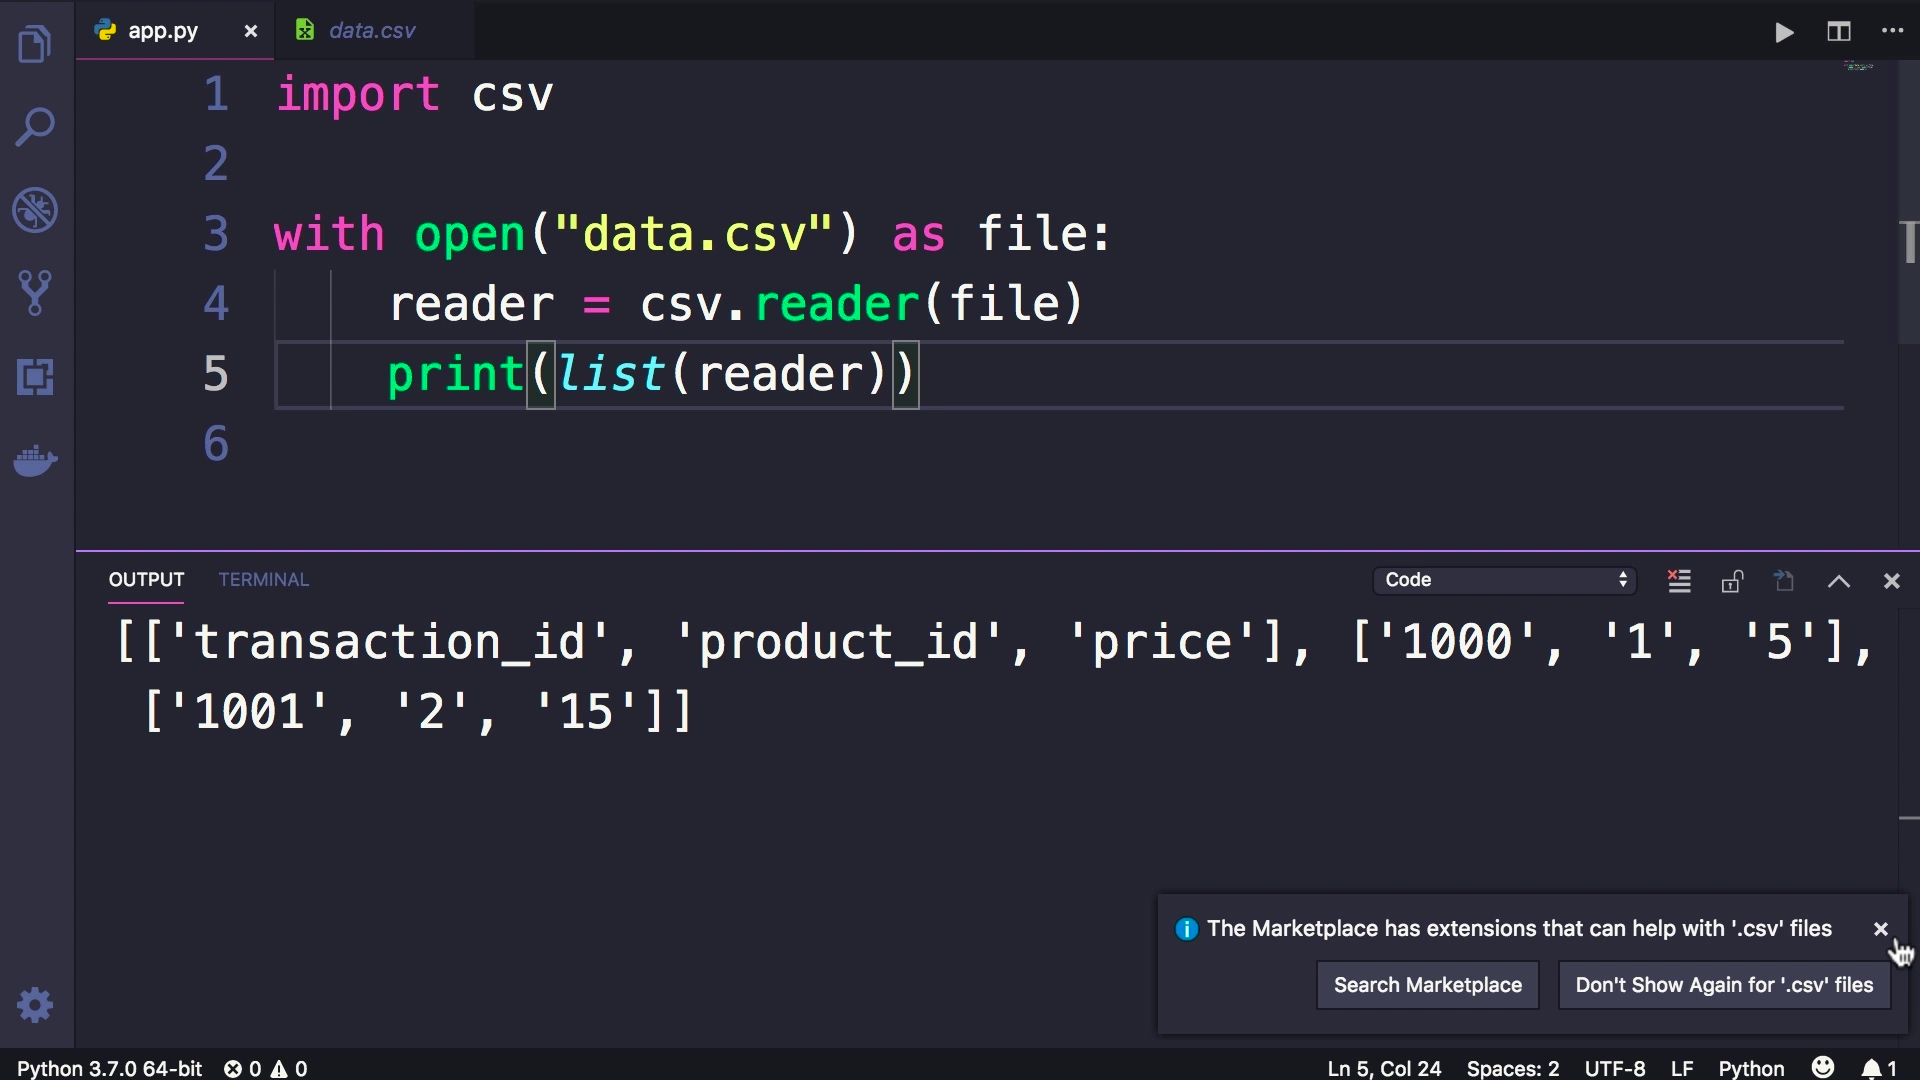 app.py
data.csv
1 import csv
2
3 with open("data.csv") as file:
4 reader = csv.reader(file)
5 print(list(reader))
6
OUTPUT TERMINAL Code
[['transaction_id', 'product_id', 'price'], ['1000', '1', '5'],
['1001', '2', '15']]
The Marketplace has extensions that can help with '.csv' files
Search Marketplace Don't Show Again for '.csv' files
Python 3.7.0 64-bit 0 0 Ln 5, Col 24 Spaces: 2 UTF-8 LF Python 1